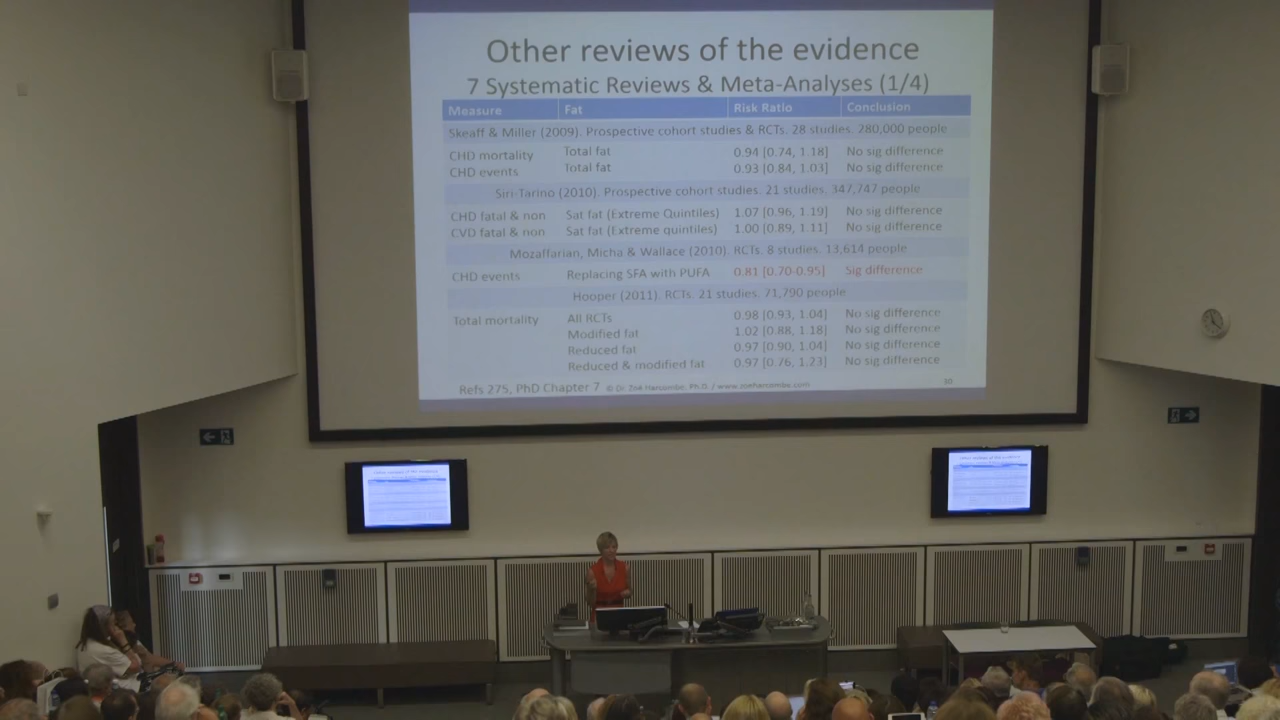 Other reviews of the evidence
7 Systematic Reviews & Meta-Analyses (1/4)
Measure Fat Risk Ratio Conclusion
Skeaff & Miller (2009). Prospective cohort studies & RCTs. 28 studies. 280,000 people
CHD mortality Total fat 0.94 [0.74, 1.18] No sig difference
CHD events Total fat 0.93 [0.84, 1.03] No sig difference
Siri-Tarino (2010). Prospective cohort studies. 21 studies. 347,747 people
CHD fatal & non Sat fat (Extreme Quintiles) 1.07 [0.96, 1.19] No sig difference
CVD fatal & non Sat fat (Extreme quintiles) 1.00 [0.89, 1.11] No sig difference
Mozaffarian, Micha & Wallace (2010). RCTs. 8 studies. 13,614 people
CHD events Replacing SFA with PUFA 0.81 [0.70-0.95] Sig difference
Hooper (2011). RCTs. 21 studies. 71,790 people
Total mortality All RCTs 0.98 [0.93, 1.04] No sig difference
Modified fat 1.02 [0.88, 1.18] No sig difference
Reduced fat 0.97 [0.90, 1.04] No sig difference
Reduced & modified fat 0.97 [0.76, 1.23] No sig difference
Refs 275, PhD Chapter 7 © Dr. Zoë Harcombe, Ph.D. / www.zoeharcombe.com